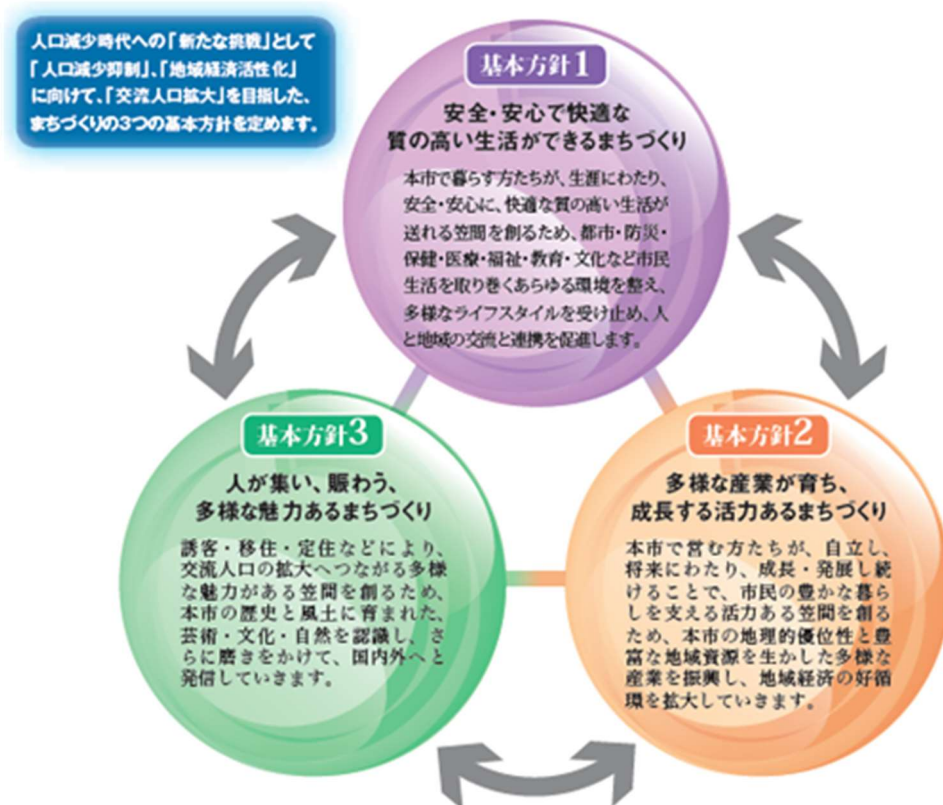 人口減少時代への「新たな挑戦」として
「人口減少抑制」、「地域経済活性化」
に向けて、「交流人口拡大」を目指した、
まちづくりの3つの基本方針を定めます。
基本方針1
安全・安心で快適な
質の高い生活ができるまちづくり
本市で暮らす方たちが、生涯にわたり、
安全・安心に、快適な質の高い生活が
送れる笠間を創るため、都市・防災・
保健・医療・福祉・教育・文化など市民
生活を取り巻くあらゆる環境を整え、
多様なライフスタイルを受け止め、人
と地域の交流と連携を促進します。
基本方針3
人が集い、賑わう、
多様な魅力あるまちづくり
誘客・移住・定住などにより、
交流人口の拡大へつながる多様
な魅力がある笠間を創るため、
本市の歴史と風土に育まれた、
芸術・文化・自然を認識し、さ
らに磨きをかけて、国内外へと
発信していきます。
基本方針2
多様な産業が育ち、
成長する活力あるまちづくり
本市で営む方たちが、自立し、
将来にわたり、成長・発展し続
けることで、市民の豊かな暮ら
しを支える活力ある笠間を創る
ため、本市の地理的優位性と豊
富な地域資源を生かした多様な
産業を振興し、地域経済の好循
環を拡大していきます。